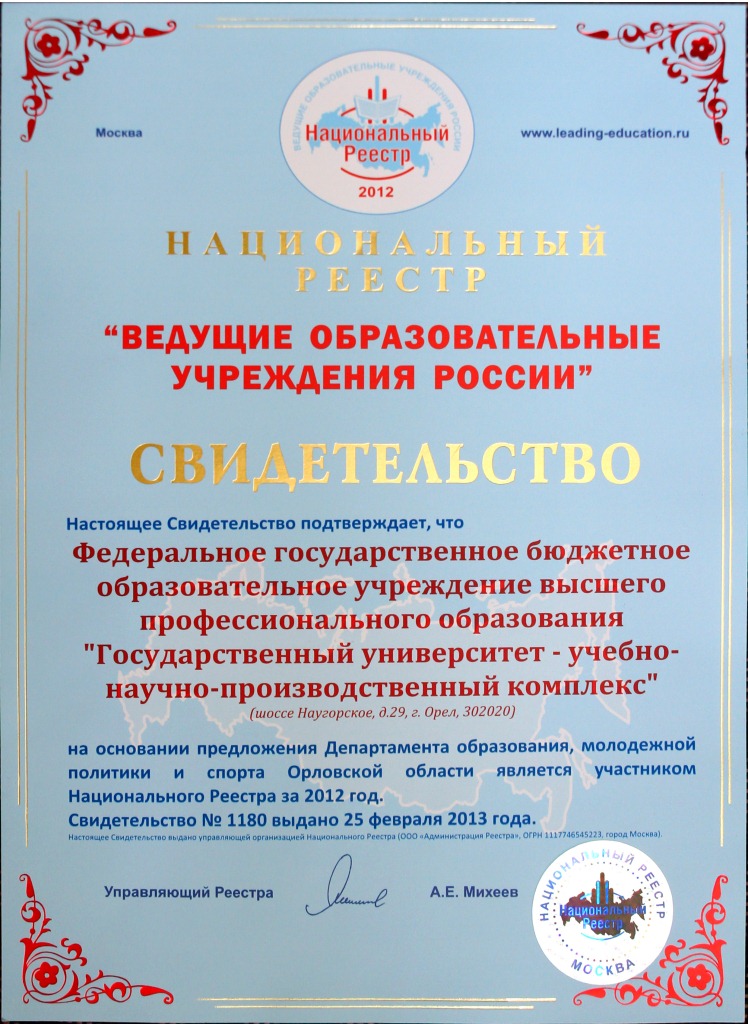 ВЕДУЩИЕ ОБРАЗОВАТЕЛЬНЫЕ УЧРЕЖДЕНИЯ РОССИИ
Москва
Национальный
Реестр
www.leading-education.ru
2012
НАЦИОНАЛЬНЫЙ
РЕЕСТР
“ВЕДУЩИЕ ОБРАЗОВАТЕЛЬНЫЕ
УЧРЕЖДЕНИЯ РОССИИ”
СВИДЕТЕЛЬСТВО
Настоящее Свидетельство подтверждает, что
Федеральное государственное бюджетное
образовательное учреждение высшего
профессионального образования
"Государственный университет - учебно-
научно-производственный комплекс"
(шоссе Наугорское, д.29, г. Орел, 302020)
на основании предложения Департамента образования, молодежной
политики и спорта Орловской области является участником
Национального Реестра за 2012 год.
Свидетельство № 1180 выдано 25 февраля 2013 года.
Настоящее Свидетельство выдано управляющей организацией Национального Реестра (ООО «Администрация Реестра», ОГРН 1117746545223, город Москва).
Управляющий Реестра
А.Е. Михеев
НАЦИОНАЛЬНЫЙ РЕЕСТР
Национальный
Реестр
МОСКВА